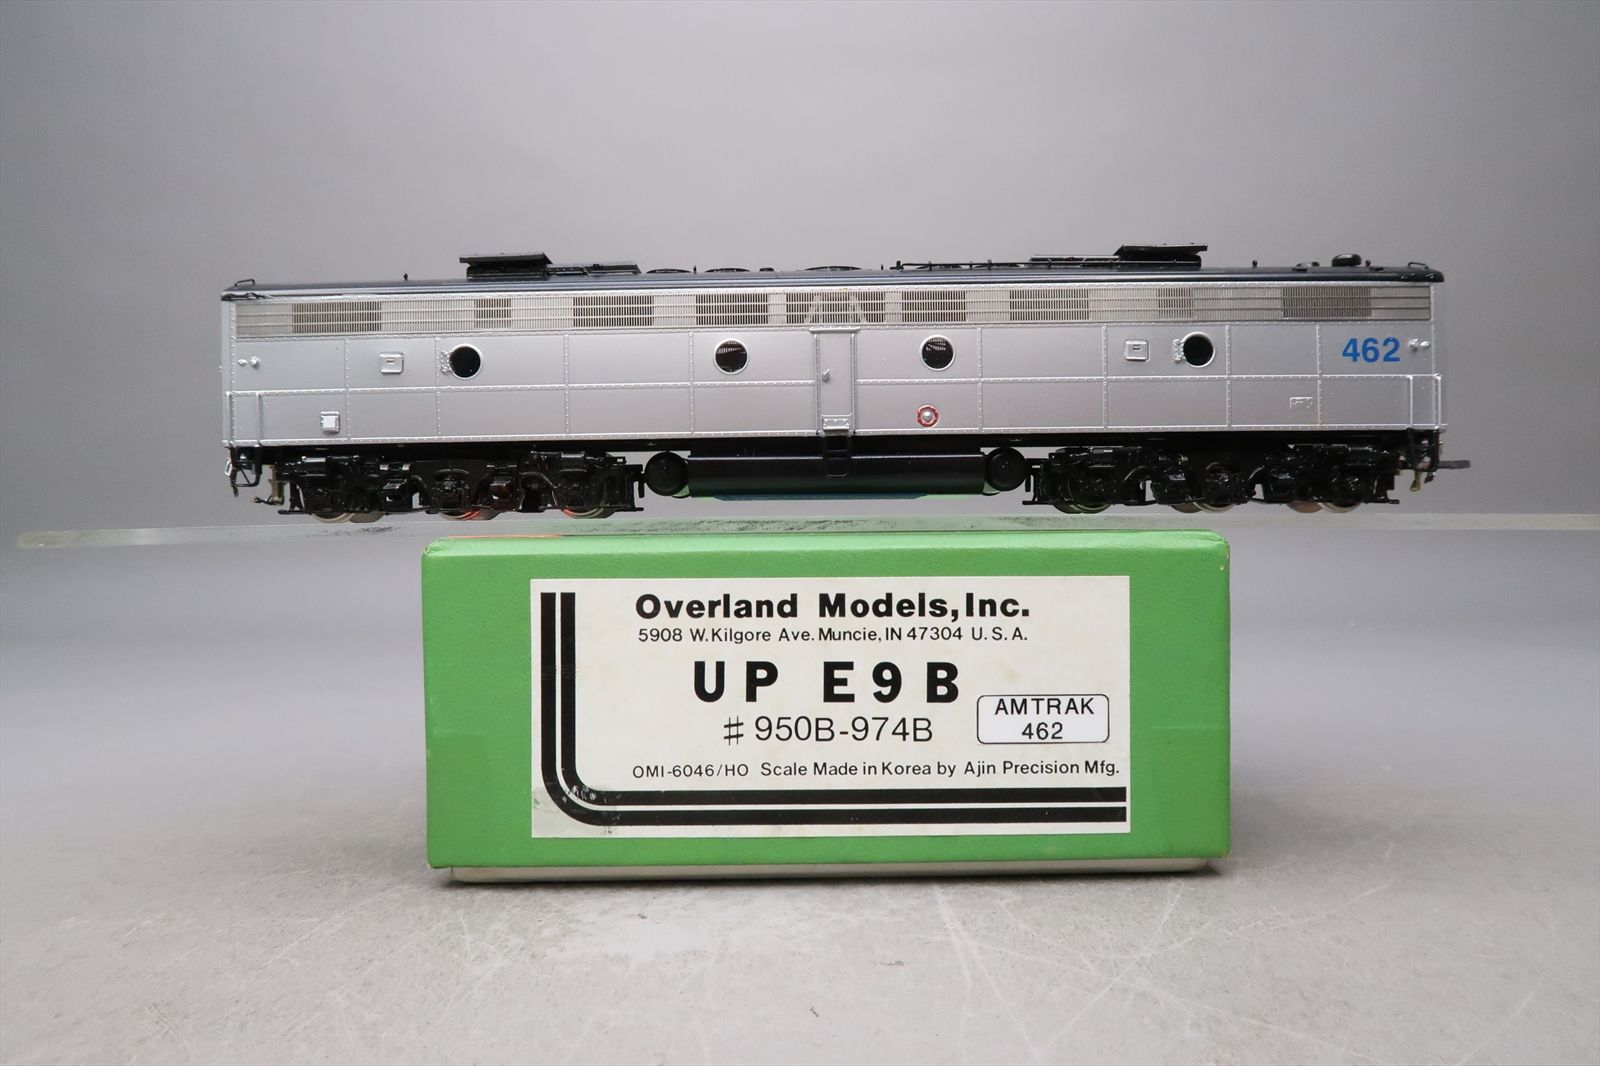 462
Overland Models,Inc.
5908 W.Kilgore Ave. Muncie, IN 47304 U.S.A.
UP E9B
#950B-974B
AMTRAK
462
OMI-6046/HO Scale Made in Korea by Ajin Precision Mfg.